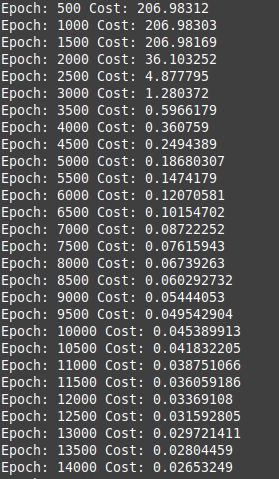 Epoch: 500 Cost: 206.98312
Epoch: 1000 Cost: 206.98303
Epoch: 1500 Cost: 206.98169
Epoch: 2000 Cost: 36.103252
Epoch: 2500 Cost: 4.877795
Epoch: 3000 Cost: 1.280372
Epoch: 3500 Cost: 0.5966179
Epoch: 4000 Cost: 0.360759
Epoch: 4500 Cost: 0.2494389
Epoch: 5000 Cost: 0.18680307
Epoch: 5500 Cost: 0.1474179
Epoch: 6000 Cost: 0.12070581
Epoch: 6500 Cost: 0.10154702
Epoch: 7000 Cost: 0.08722252
Epoch: 7500 Cost: 0.07615943
Epoch: 8000 Cost: 0.06739263
Epoch: 8500 Cost: 0.060292732
Epoch: 9000 Cost: 0.05444053
Epoch: 9500 Cost: 0.049542904
Epoch: 10000 Cost: 0.045389913
Epoch: 10500 Cost: 0.041832205
Epoch: 11000 Cost: 0.038751066
Epoch: 11500 Cost: 0.036059186
Epoch: 12000 Cost: 0.03369108
Epoch: 12500 Cost: 0.031592805
Epoch: 13000 Cost: 0.029721411
Epoch: 13500 Cost: 0.02804459
Epoch: 14000 Cost: 0.02653249